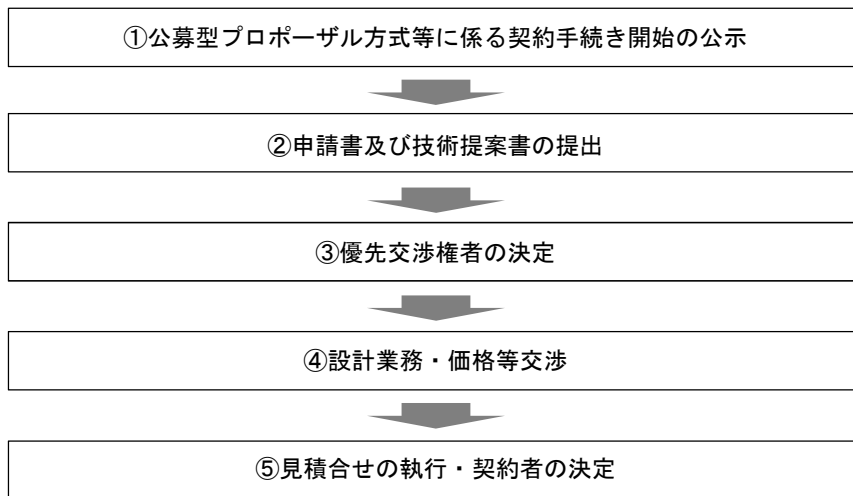 ①公募型プロポーザル方式等に係る契約手続き開始の公示
②申請書及び技術提案書の提出
③優先交渉権者の決定
④設計業務・価格等交渉
⑤見積合せの執行・契約者の決定